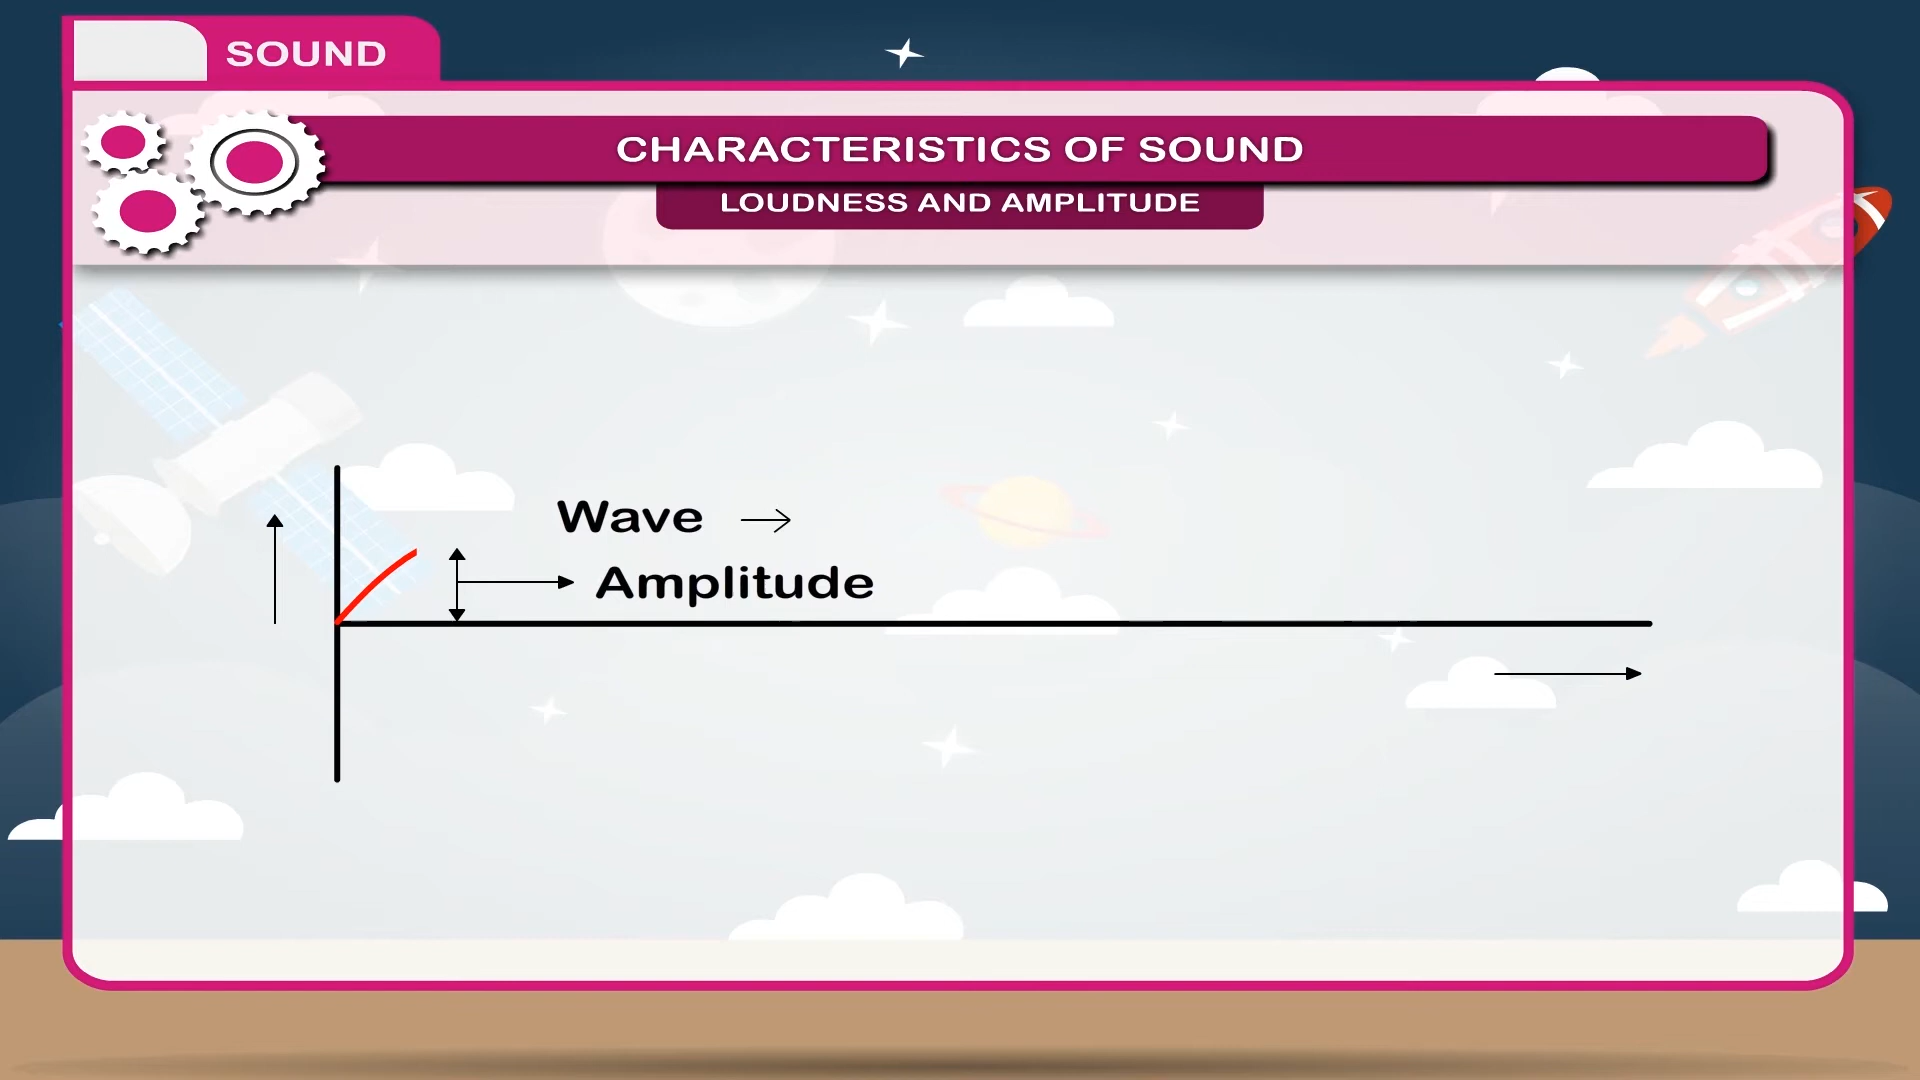 SOUND
CHARACTERISTICS OF SOUND
LOUDNESS AND AMPLITUDE
Wave
Amplitude